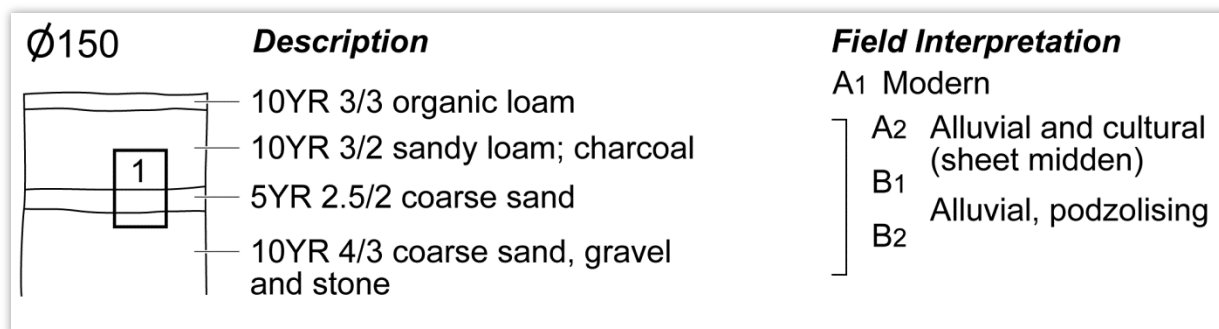 Ø150
Description
Field Interpretation
10YR 3/3 organic loam
10YR 3/2 sandy loam; charcoal
5YR 2.5/2 coarse sand
10YR 4/3 coarse sand, gravel
and stone
1
A1 Modern
A2 Alluvial and cultural
(sheet midden)
B1
Alluvial, podzolising
B2